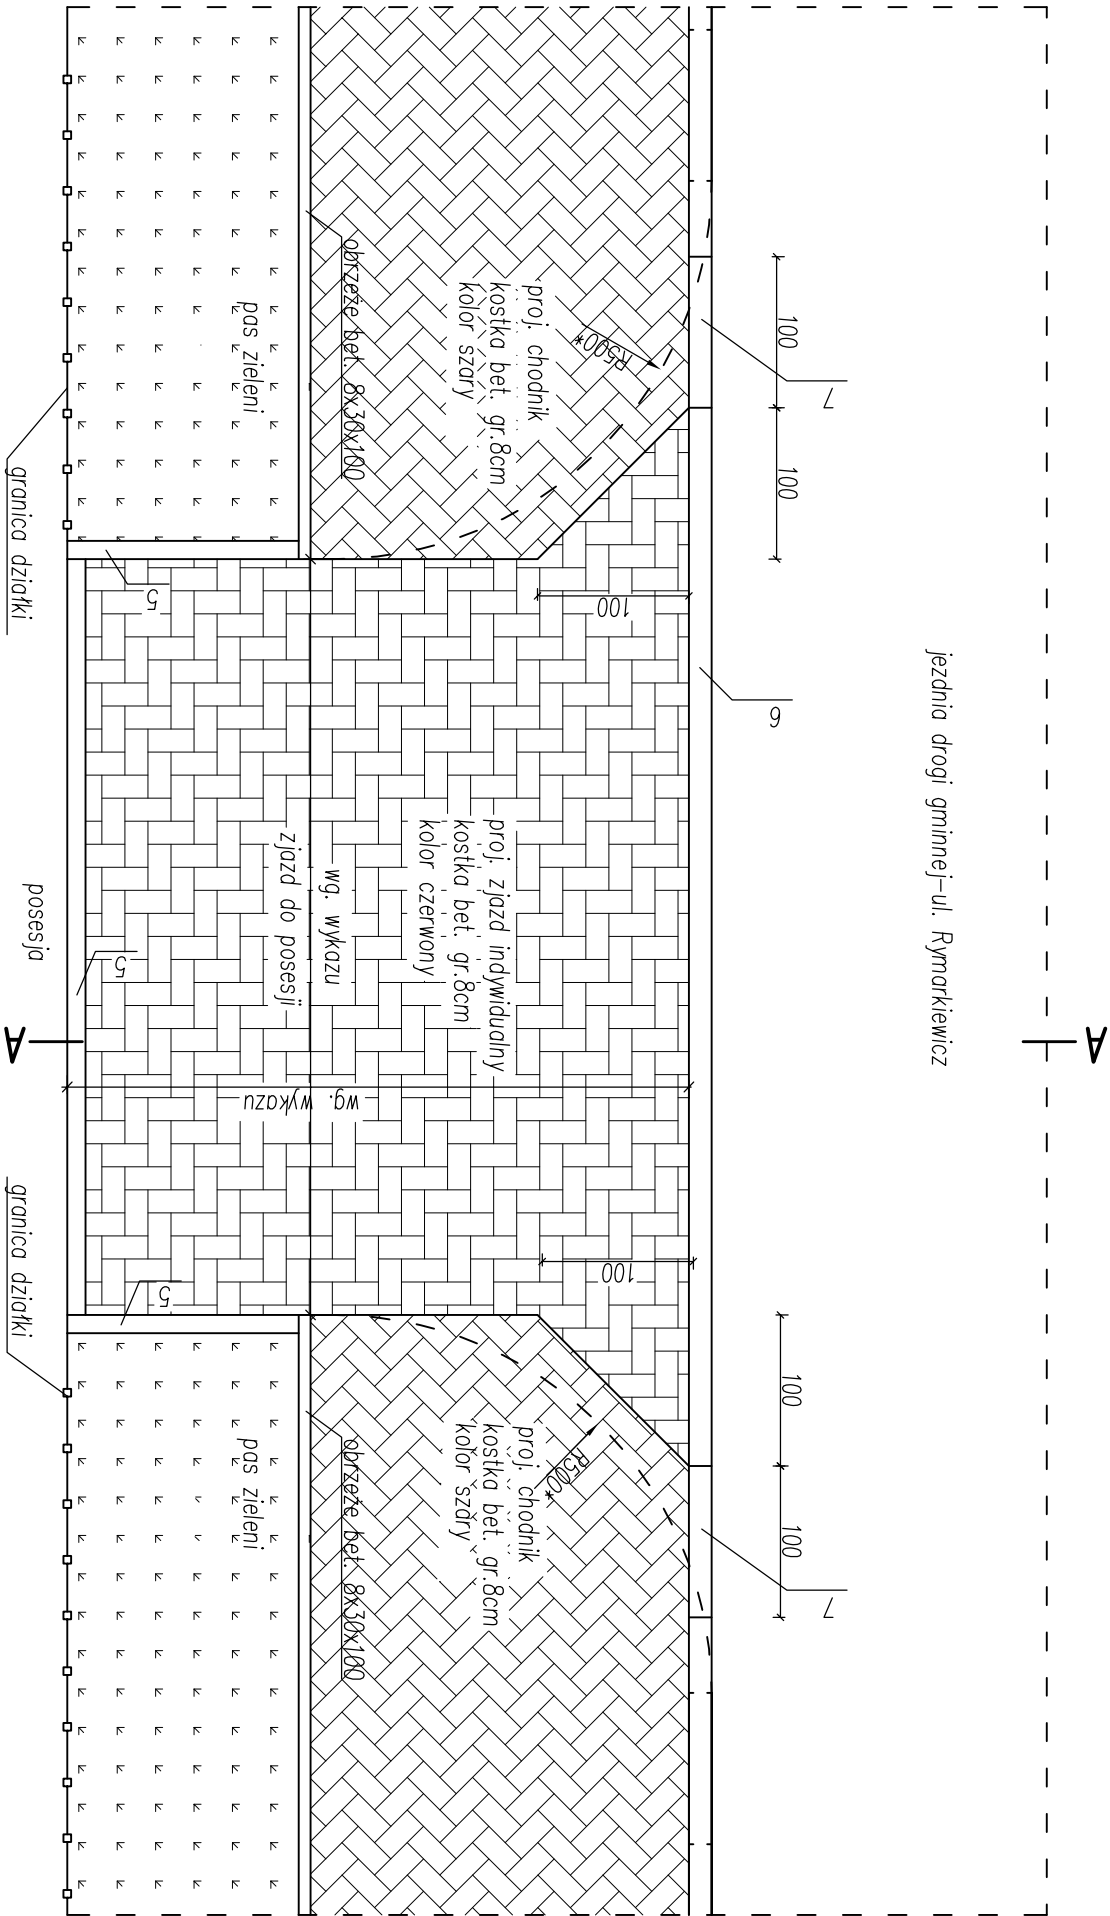 A
jezdnia drogi gminnej-ul. Rymarkiewicz
7
100
100
6
100
100
7
100
100
proj. chodnik
kostka bet. gr.8cm
kolor szary
R500*
proj. zjazd indywidualny
kostka bet. gr.8cm
kolor czerwony
proj. chodnik
kostka bet. gr.8cm
kolor szary
R500*
obrzeże bet. 8x30x100
wg. wykazu
zjazd do posesji
wg. wykazu
obrzeże bet. 8x30x100
pas zieleni
5
5
5
pas zieleni
granica działki
posesja
A
granica działki